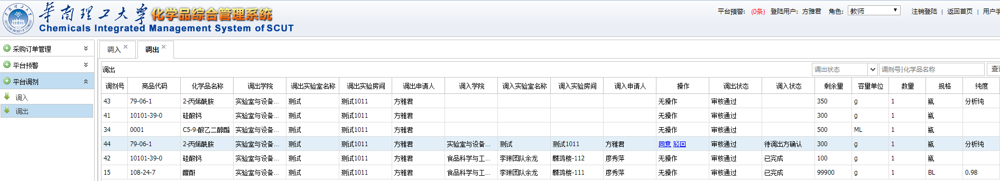 华南理工大学 化学品综合管理系统 平台预警: (0条) 登陆用户: 方雅君 角色: 教师 注销登陆 | 返回首页 | 用户手
Chemicals Integrated Management System of SCUT
采购订单管理
平台预警
平台调剂
调入
调出
调入 调出
调出 调出状态 调剂号|化学品名称 查询
调剂号 商品代码 化学品名称 调出学院 调出实验室名称 调出实验房间 调出申请人 调入学院 调入实验室名称 调入实验房间 调入申请人 操作 调出状态 调入状态 剩余量 容量单位 数量 规格 纯度
43 79-06-1 2-丙烯酰胺 实验室与设备... 测试 测试1011 方雅君 无操作 审核通过 350 g 1 瓶 分析纯
41 10101-39-0 硅酸钙 实验室与设备... 测试 测试1011 方雅君 无操作 审核通过 300 g 1 瓶
34 0001 C5-9-酸乙二醇酯 实验室与设备... 测试 测试1011 方雅君 无操作 审核通过 500 ML 1 瓶
44 79-06-1 2-丙烯酰胺 实验室与设备... 测试 测试1011 方雅君 实验室与设备... 测试 测试1011 方雅君 同意 驳回 审核通过 待调出方确认 300 g 1 瓶 分析纯
42 10101-39-0 硅酸钙 实验室与设备... 测试 测试1011 方雅君 食品科学与工... 李琳团队余龙 麟鸿楼-112 廖秀萍 无操作 审核通过 已完成 100 g 1 瓶
15 108-24-7 醋酐 实验室与设备... 测试 测试1011 方雅君 食品科学与工... 李琳团队余龙 麟鸿楼-111 廖秀萍 无操作 审核通过 已完成 99900 g 1 BL 0.98